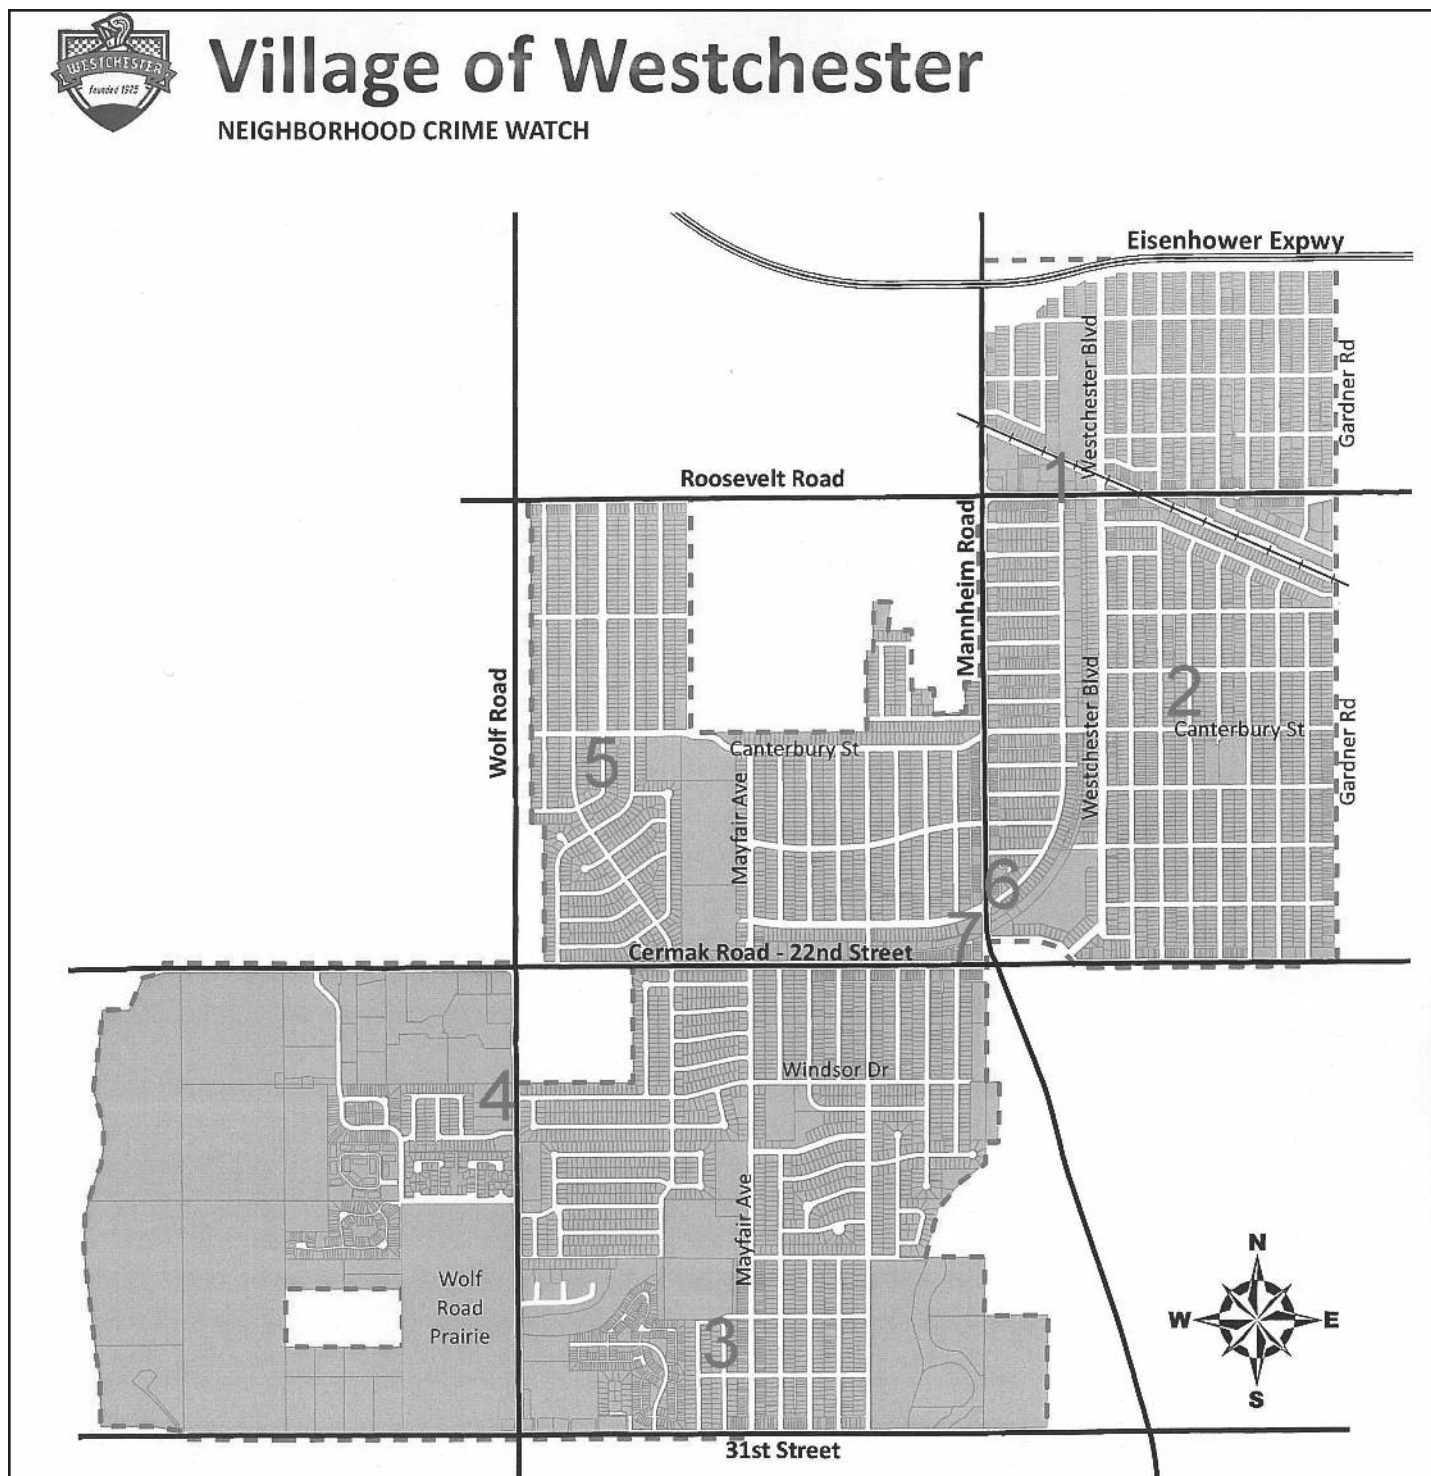 WESTCHESTER
founded 1925
Village of Westchester
NEIGHBORHOOD CRIME WATCH
Eisenhower Expwy
Westchester Blvd
Gardner Rd
1
Roosevelt Road
Mannheim Road
Wolf Road
Westchester Blvd
2
Canterbury St
Gardner Rd
5
Canterbury St
Mayfair Ave
6
7
Cermak Road - 22nd Street
4
Windsor Dr
Mayfair Ave
Wolf
Road
Prairie
3
N
W
E
S
31st Street